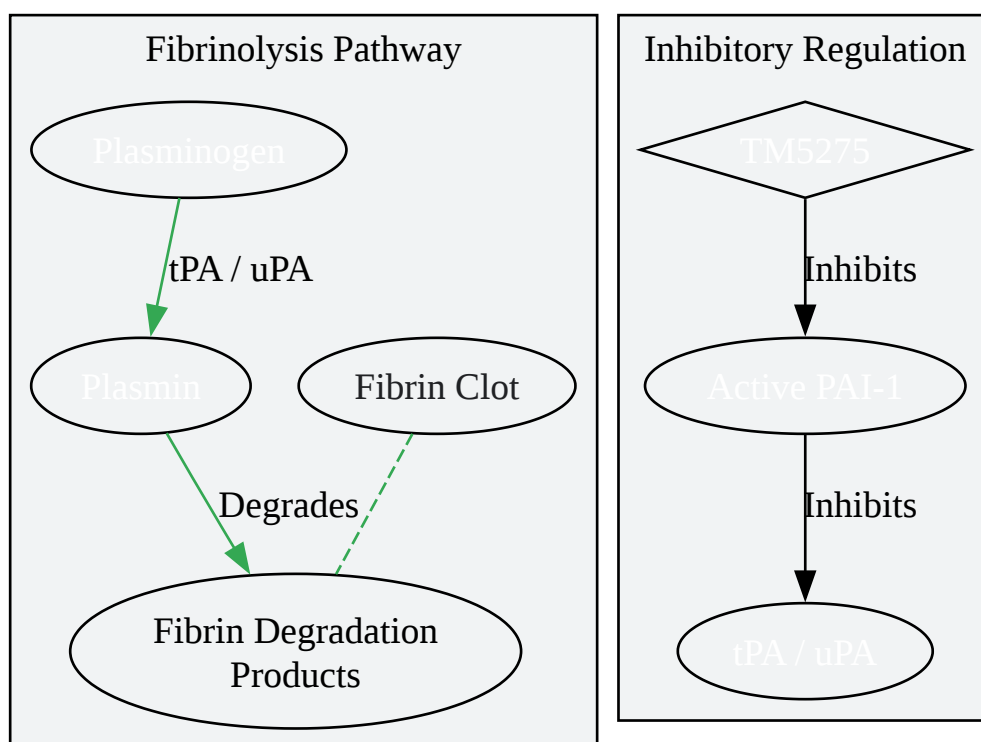 Fibrinolysis Pathway
Plasminogen
tPA / uPA
Plasmin
Fibrin Clot
Degrades
Fibrin Degradation
Products
Inhibitory Regulation
TM5275
Inhibits
Active PAI-1
Inhibits
tPA / uPA